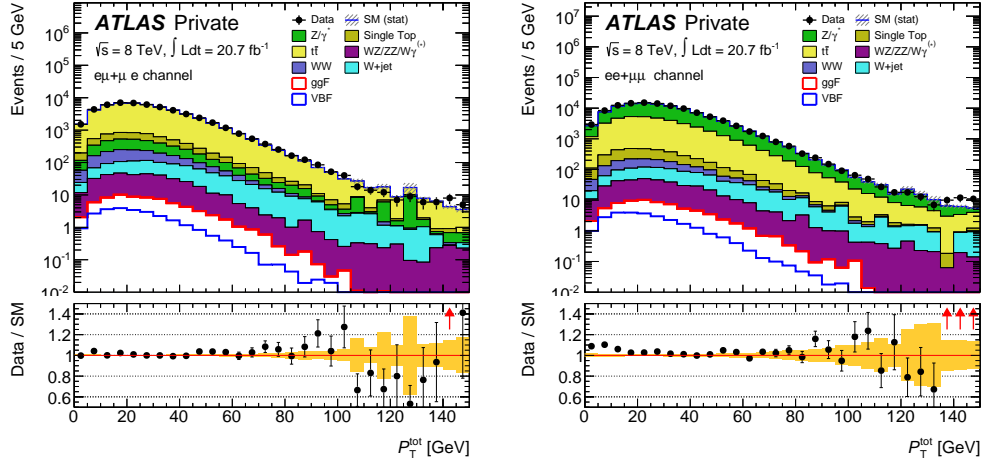 ATLAS Private
√s = 8 TeV, ∫ Ldt = 20.7 fb⁻¹
eμ+μ e channel
Data
SM (stat)
Z/γ*
Single Top
tt̄
WZ/ZZ/Wγ(*)
WW
W+jet
ggF
VBF
Events / 5 GeV
10⁷
10⁶
10⁵
10⁴
10³
10²
10
1
10⁻¹
10⁻²
Data / SM
1.4
1.2
1
0.8
0.6
0 20 40 60 80 100 120 140
P_T^tot [GeV]
ATLAS Private
√s = 8 TeV, ∫ Ldt = 20.7 fb⁻¹
ee+μμ channel
Data
SM (stat)
Z/γ*
Single Top
tt̄
WZ/ZZ/Wγ(*)
WW
W+jet
ggF
VBF
Events / 5 GeV
10⁷
10⁶
10⁵
10⁴
10³
10²
10
1
10⁻¹
10⁻²
Data / SM
1.4
1.2
1
0.8
0.6
0 20 40 60 80 100 120 140
P_T^tot [GeV]